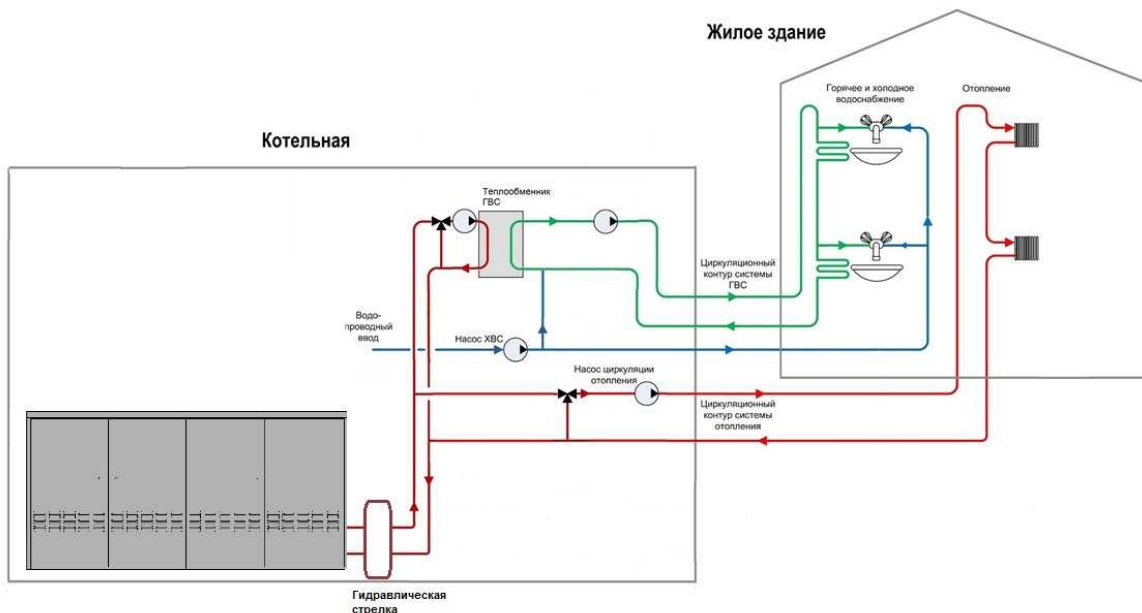 Жилое здание
Горячее и холодное
водоснабжение
Отопление
Котельная
Теплообменник
ГВС
Циркуляционный
контур системы
ГВС
Водо-
проводный
ввод
Насос ХВС
Насос циркуляции
отопления
Циркуляционный
контур системы
отопления
Гидравлическая
стрелка